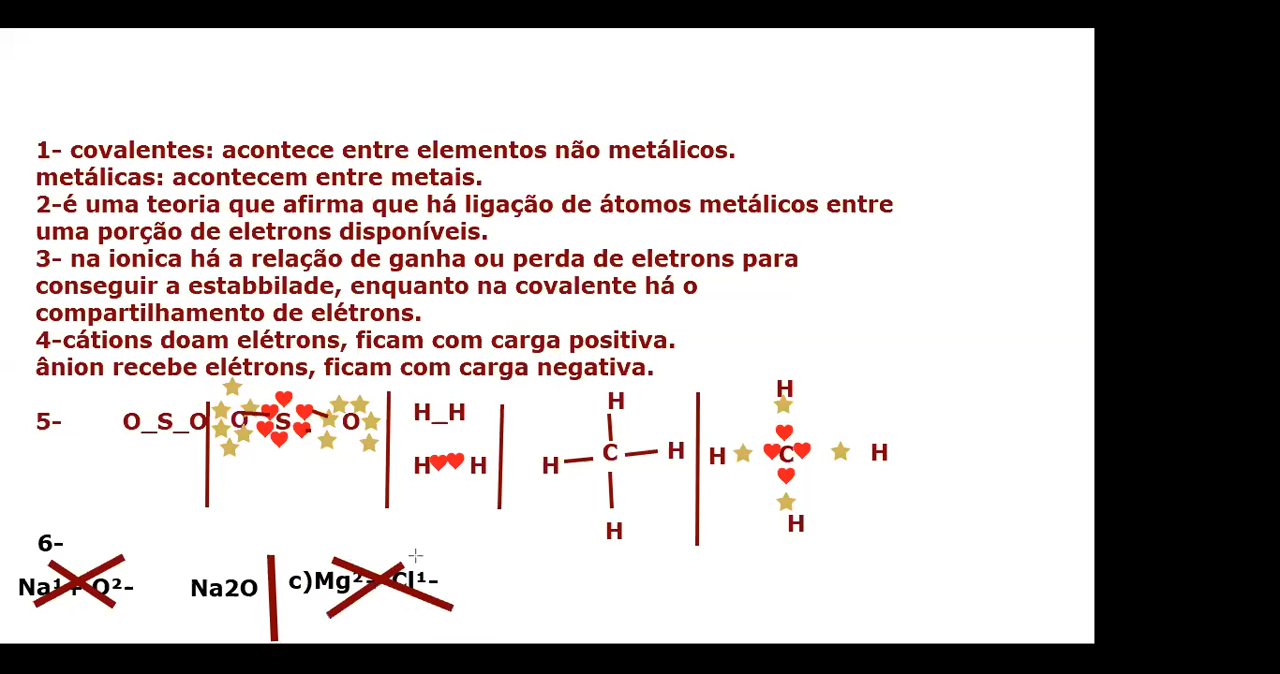 1- covalentes: acontece entre elementos não metálicos.
metálicas: acontecem entre metais.
2-é uma teoria que afirma que há ligação de átomos metálicos entre
uma porção de eletrons disponíveis.
3- na ionica há a relação de ganha ou perda de eletrons para
conseguir a estabbilade, enquanto na covalente há o
compartilhamento de elétrons.
4-cátions doam elétrons, ficam com carga positiva.
ânion recebe elétrons, ficam com carga negativa.
5- O_S_O O S O H_H H C H H H H C H H
H H
H
H
6-
Na¹+ O²- Na2O c)Mg²+ Cl¹-